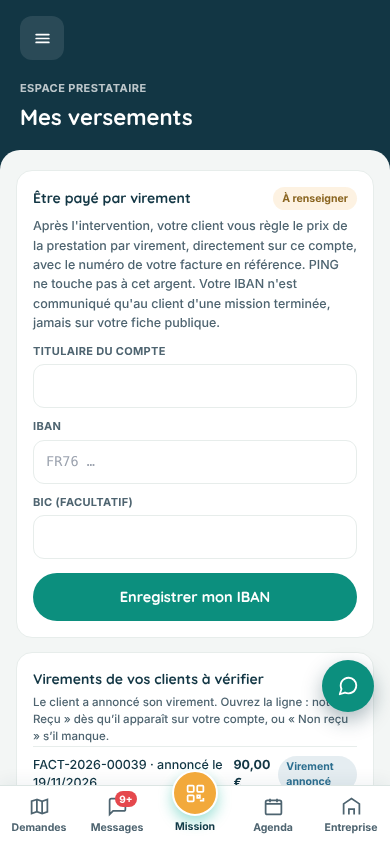 ESPACE PRESTATAIRE
Mes versements
Être payé par virement
À renseigner
Après l'intervention, votre client vous règle le prix de
la prestation par virement, directement sur ce compte,
avec le numéro de votre facture en référence. PING
ne touche pas à cet argent. Votre IBAN n'est
communiqué qu'au client d'une mission terminée,
jamais sur votre fiche publique.
TITULAIRE DU COMPTE
IBAN
FR76 …
BIC (FACULTATIF)
Enregistrer mon IBAN
Virements de vos clients à vérifier
Le client a annoncé son virement. Ouvrez la ligne :
Reçu » dès qu’il apparaît sur votre compte, ou « Non reçu
» s’il manque.
FACT-2026-00039 · annoncé le
19/11/2026
90,00
€
Virement
annoncé
9+
Demandes
Messages
Mission
Agenda
Entreprise